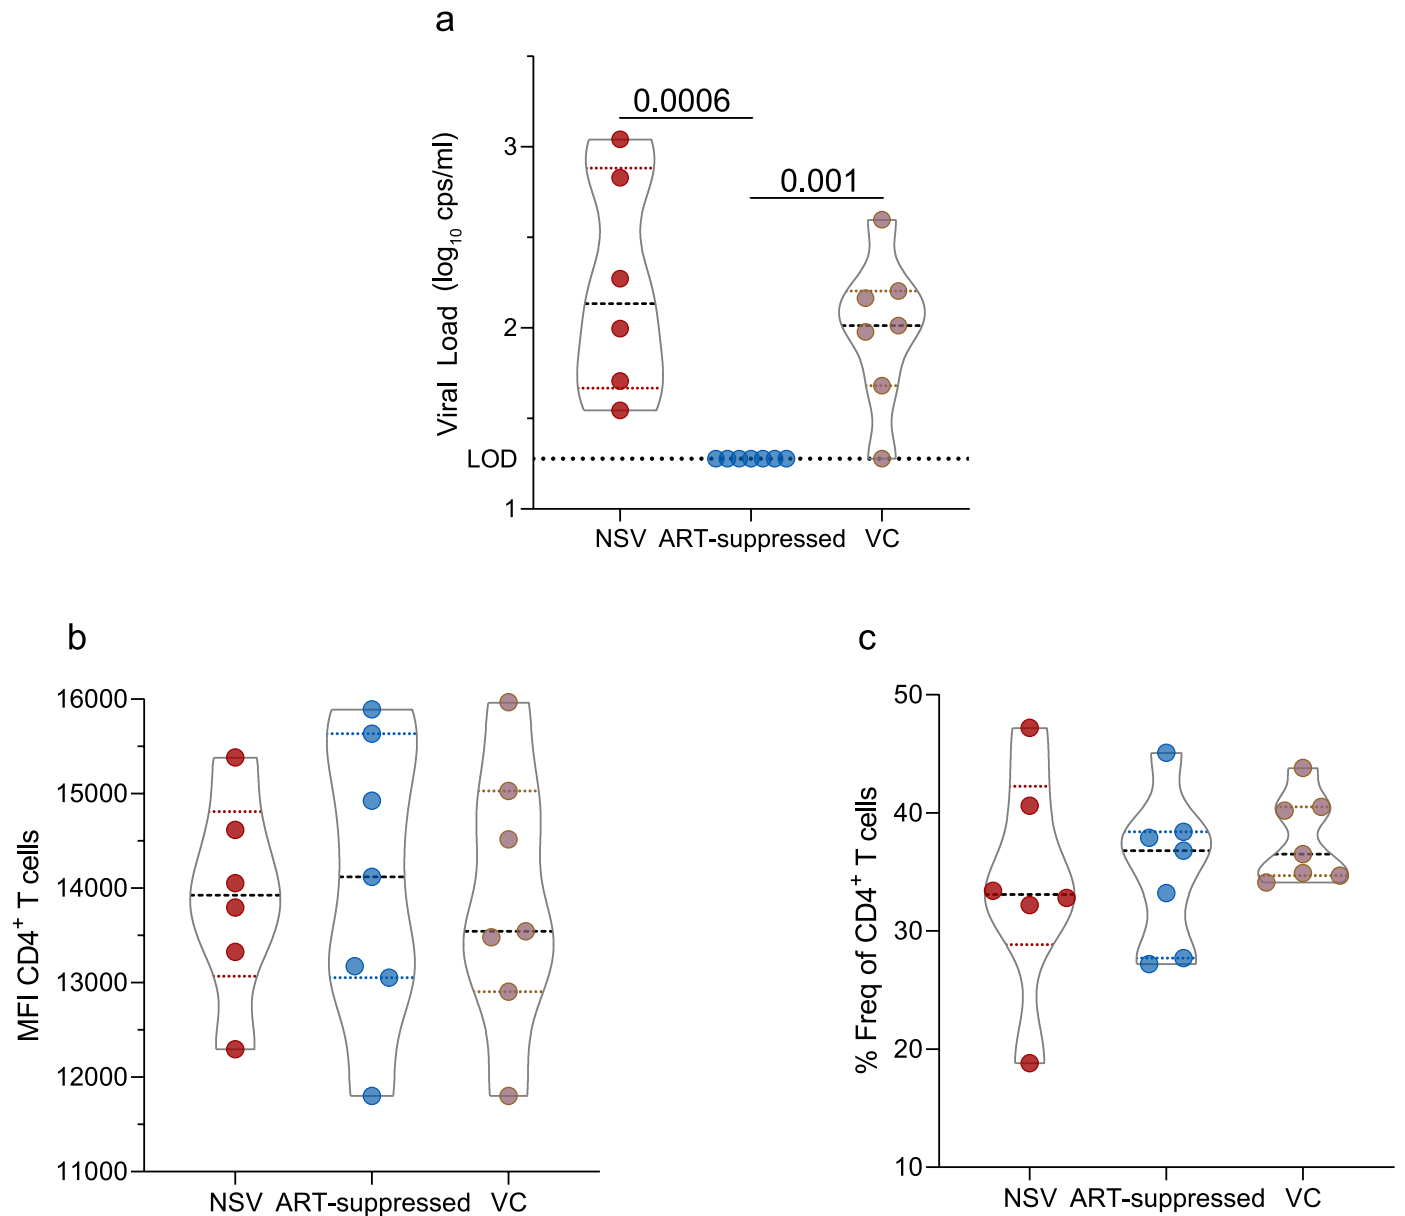 a
0.0006
0.001
Viral Load (log₁₀ cps/ml)
3
2
LOD
1
NSV ART-suppressed VC
b
MFI CD4⁺ T cells
16000
15000
14000
13000
12000
11000
NSV ART-suppressed VC
c
% Freq of CD4⁺ T cells
50
40
30
20
10
NSV ART-suppressed VC